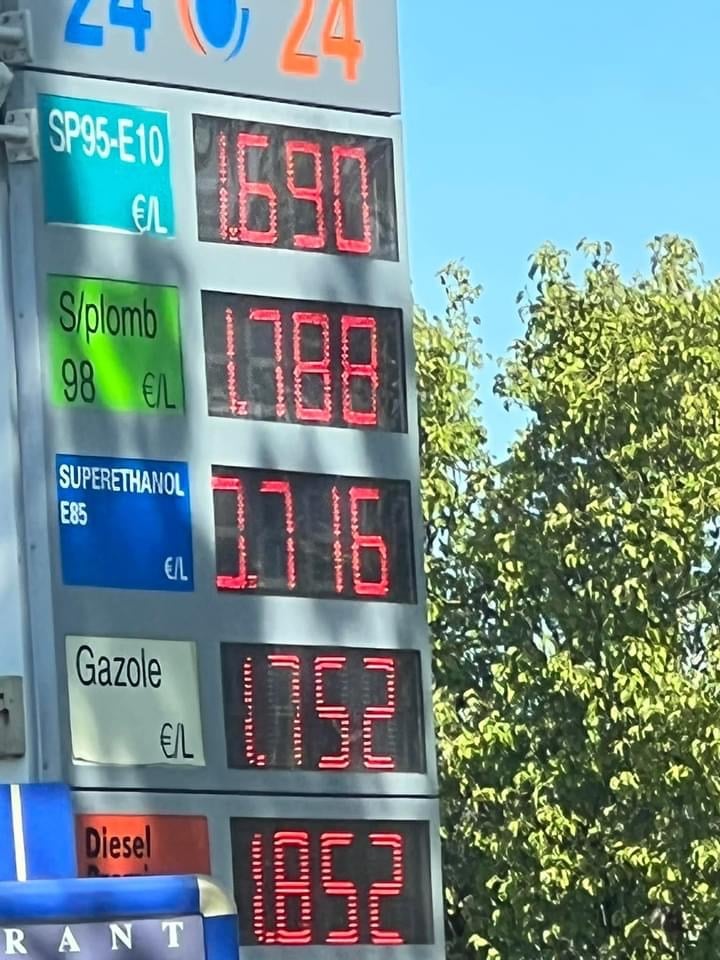 24 24
SP95-E10
€/L
1.690
S/plomb
98 €/L
1.788
SUPERETHANOL
E85
€/L
0.716
Gazole
€/L
1.752
Diesel
1.852
RANT